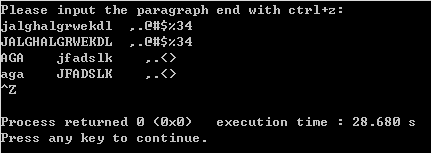 Please input the paragraph end with ctrl+z:
jalghalgrwekdl  ,.@#$%34
JALGHALGRWEKDL  ,.@#$%34
AGA    jfadslk    ,.<>
aga    JFADSLK    ,.<>
^Z
Process returned 0 (0x0)   execution time : 28.680 s
Press any key to continue.